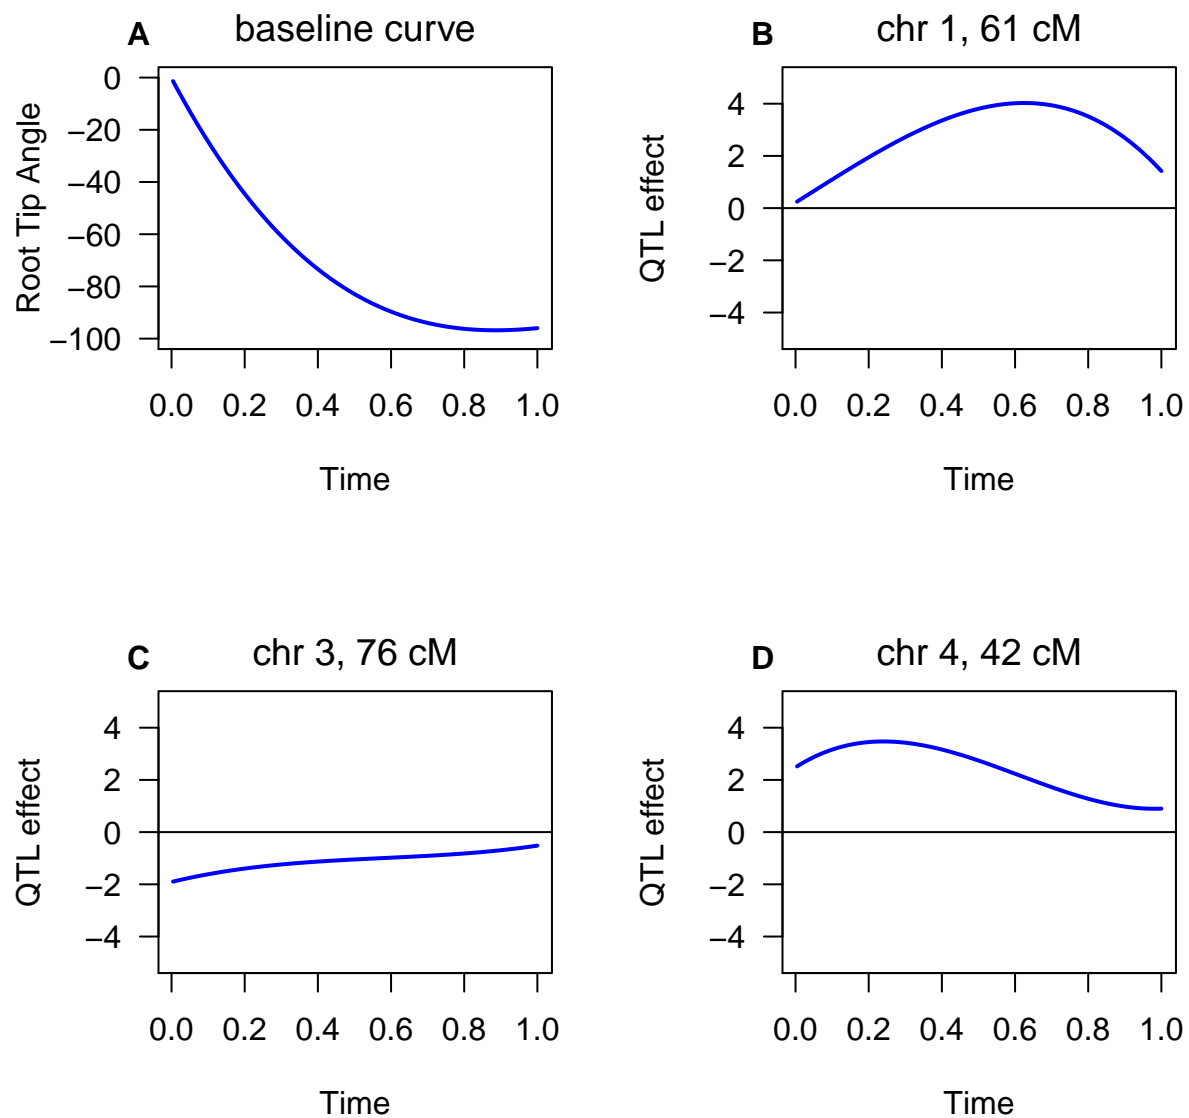 A baseline curve
Root Tip Angle
0
−20
−40
−60
−80
−100
0.0 0.2 0.4 0.6 0.8 1.0
Time
B chr 1, 61 cM
QTL effect
4
2
0
−2
−4
0.0 0.2 0.4 0.6 0.8 1.0
Time
C chr 3, 76 cM
QTL effect
4
2
0
−2
−4
0.0 0.2 0.4 0.6 0.8 1.0
Time
D chr 4, 42 cM
QTL effect
4
2
0
−2
−4
0.0 0.2 0.4 0.6 0.8 1.0
Time